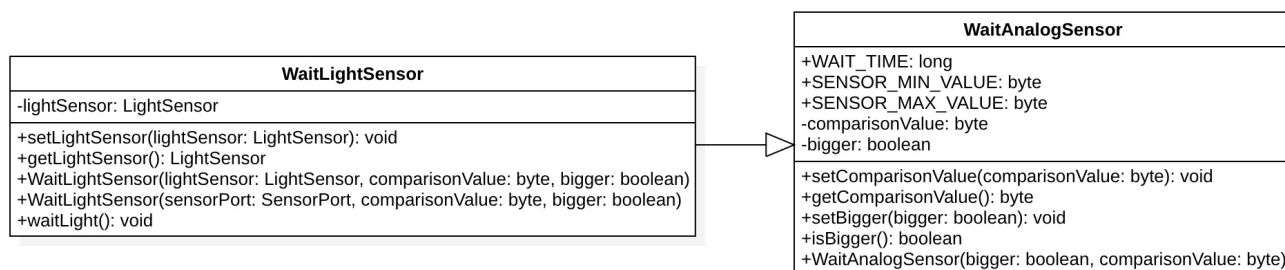 WaitLightSensor
-lightSensor: LightSensor
+setLightSensor(lightSensor: LightSensor): void
+getLightSensor(): LightSensor
+WaitLightSensor(lightSensor: LightSensor, comparisonValue: byte, bigger: boolean)
+WaitLightSensor(sensorPort: SensorPort, comparisonValue: byte, bigger: boolean)
+waitLight(): void
WaitAnalogSensor
+WAIT_TIME: long
+SENSOR_MIN_VALUE: byte
+SENSOR_MAX_VALUE: byte
-comparisonValue: byte
-bigger: boolean
+setComparisonValue(comparisonValue: byte): void
+getComparisonValue(): byte
+setBigger(bigger: boolean): void
+isBigger(): boolean
+WaitAnalogSensor(bigger: boolean, comparisonValue: byte)